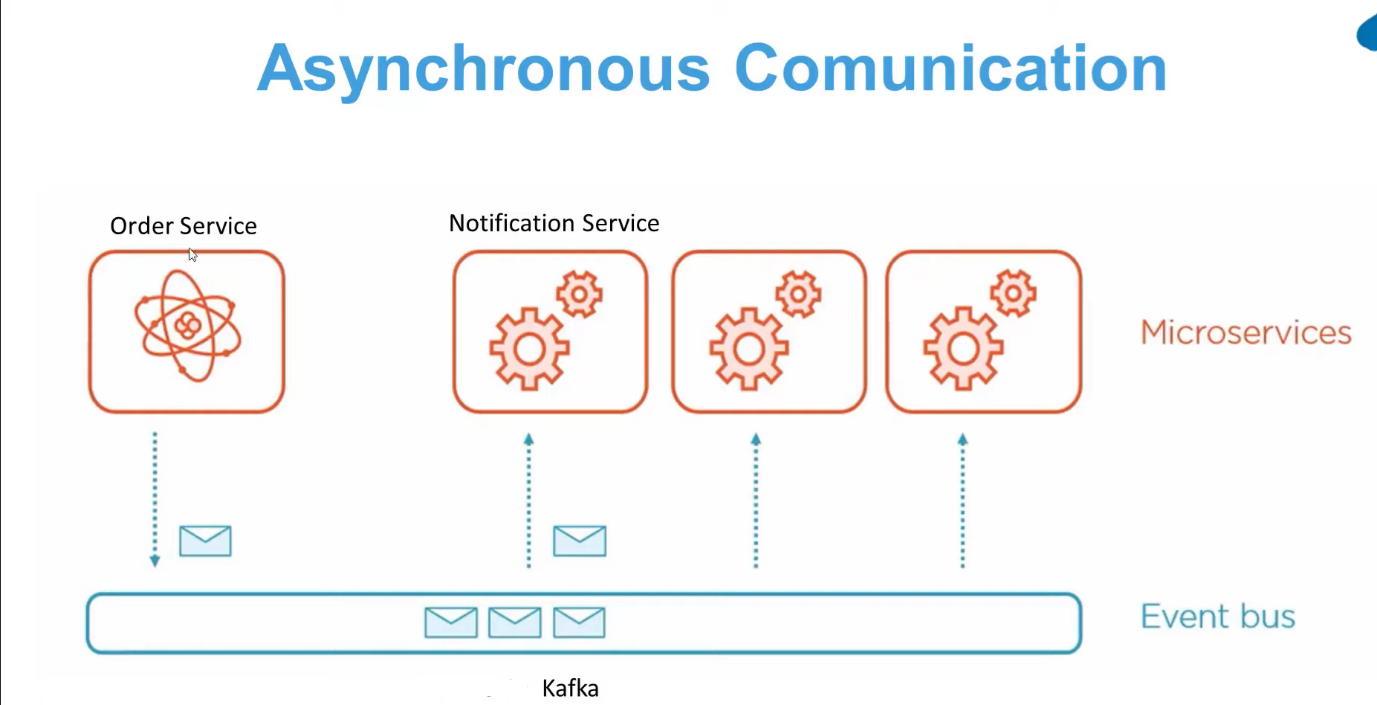 Asynchronous Comunication
Order Service
Notification Service
Microservices
Event bus
Kafka